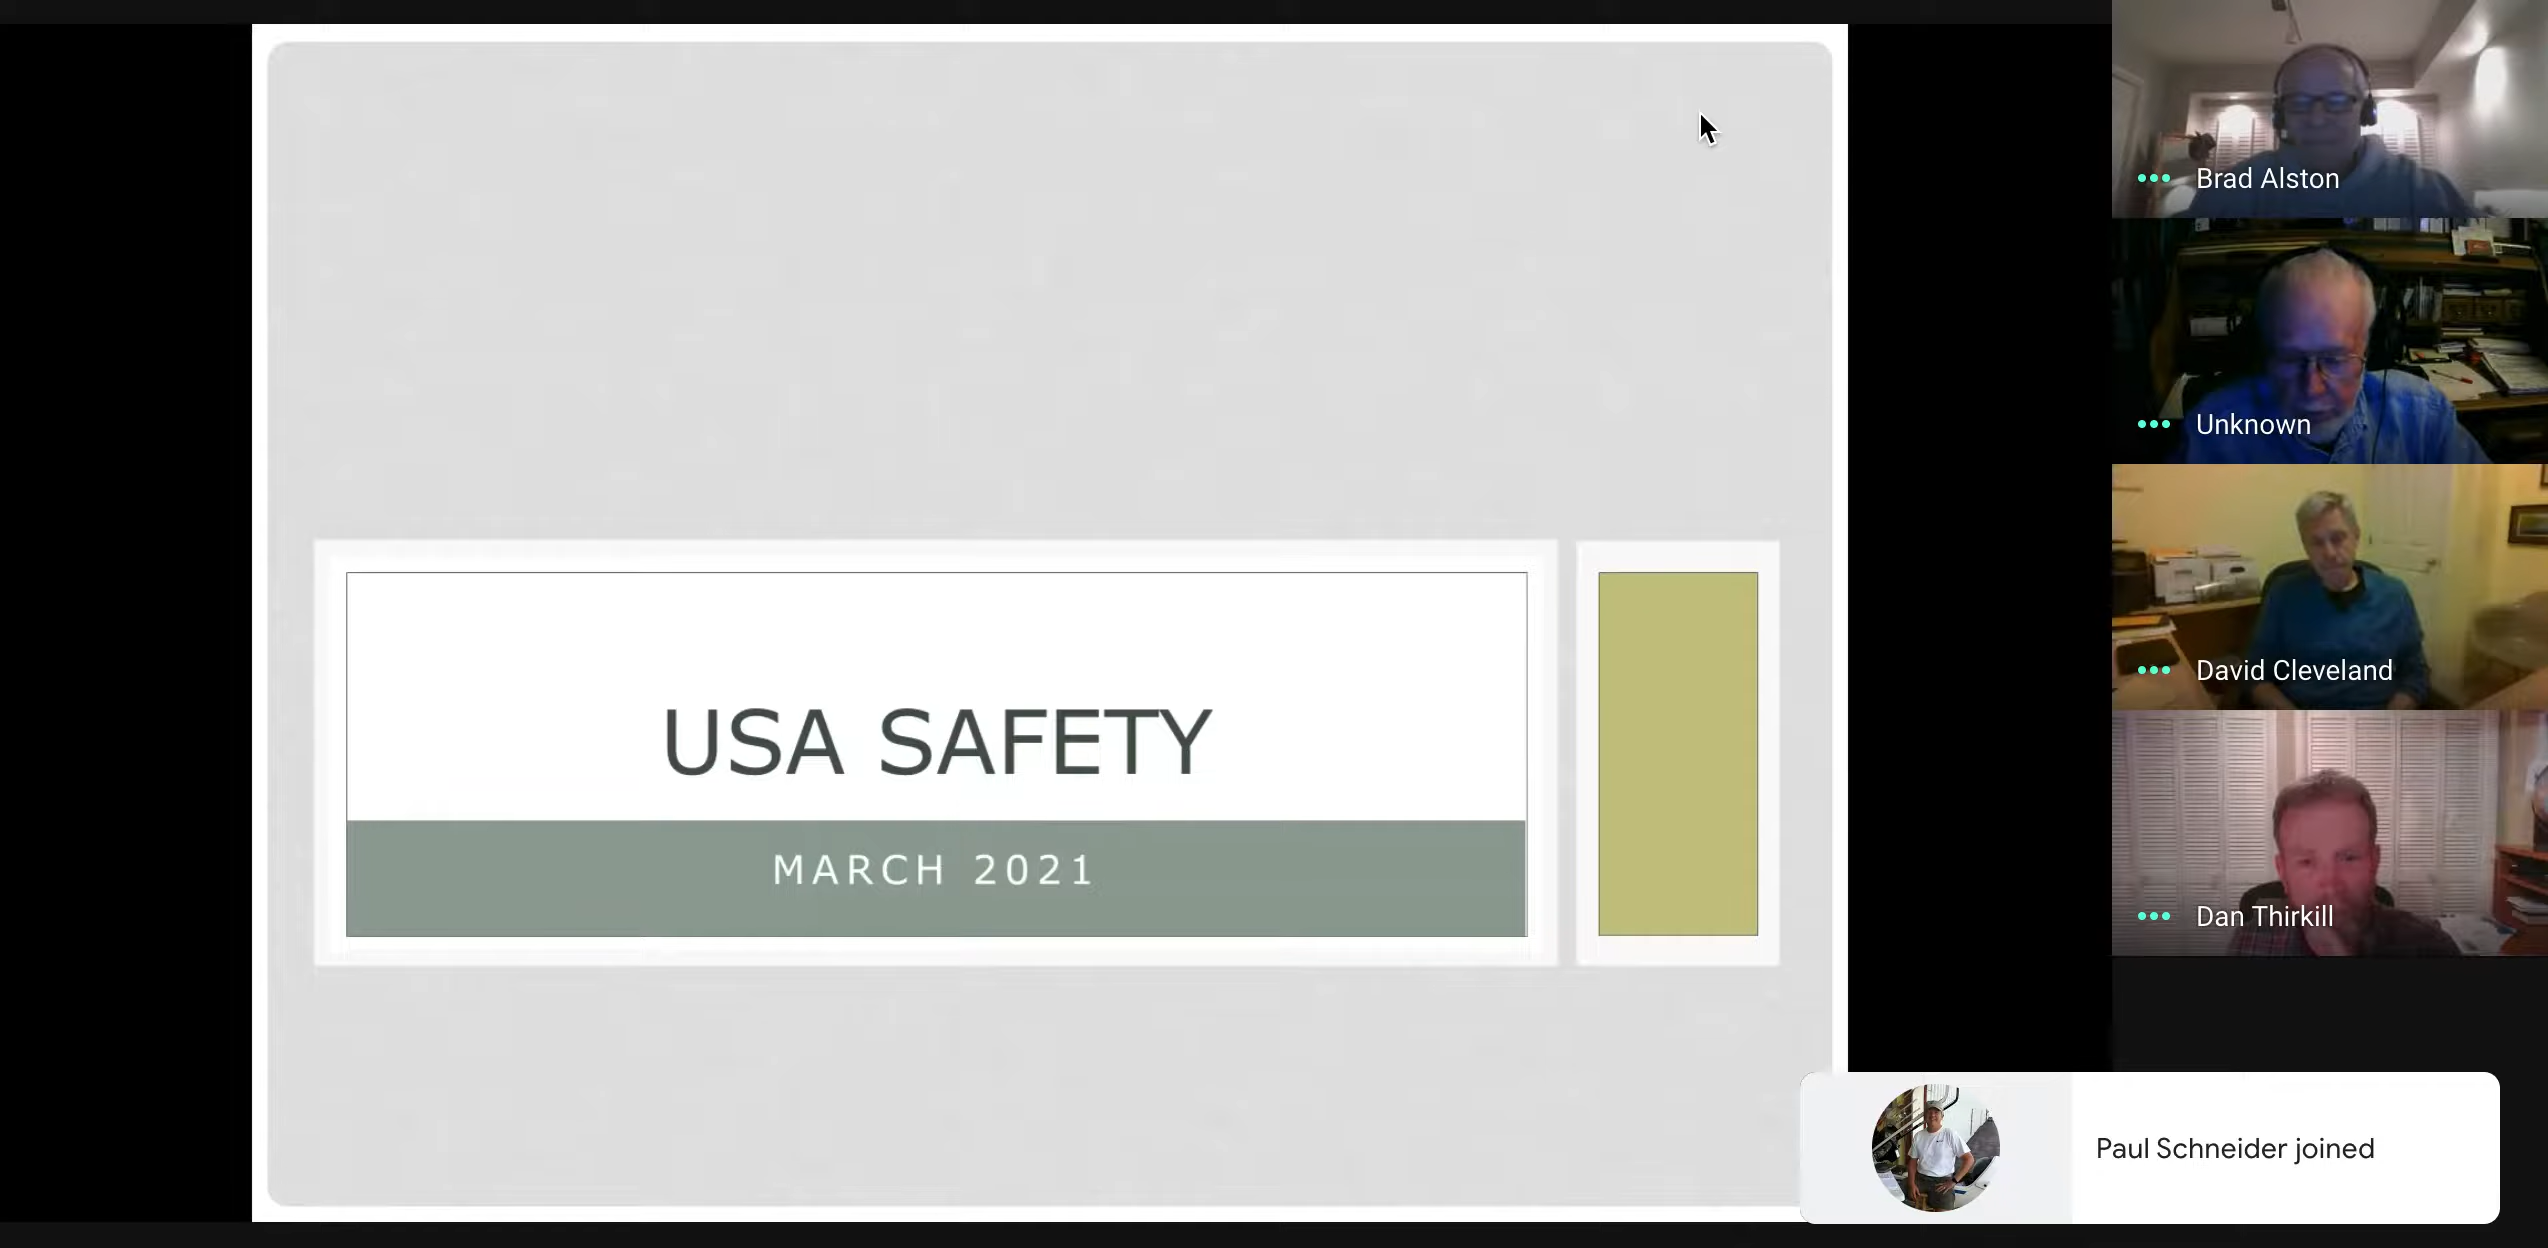 USA SAFETY
MARCH 2021
Brad Alston
Unknown
David Cleveland
Dan Thirkill
Paul Schneider joined